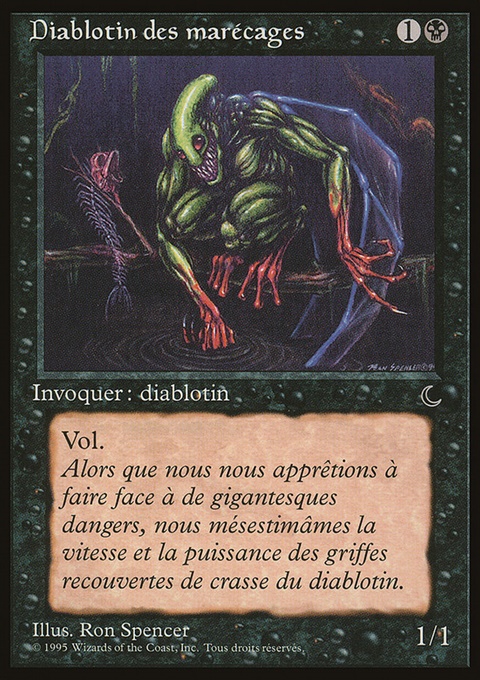 Diablotin des marécages 1
Invoquer : diablotin
Vol.
Alors que nous nous apprêtions à
faire face à de gigantesques
dangers, nous mésestimâmes la
vitesse et la puissance des griffes
recouvertes de crasse du diablotin.
Illus. Ron Spencer
© 1995 Wizards of the Coast, Inc. Tous droits réservés.
1/1